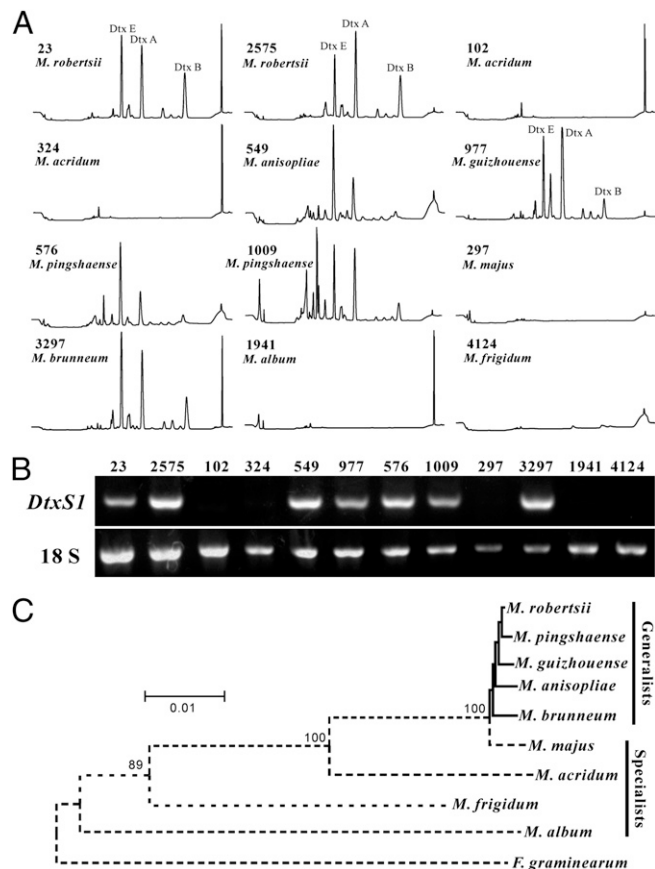 A
23
M. robertsii
Dtx E
Dtx A
Dtx B
2575
M. robertsii
Dtx E
Dtx A
Dtx B
102
M. acridum
324
M. acridum
549
M. anisopliae
977
M. guizhouense
Dtx E
Dtx A
Dtx B
576
M. pingshaense
1009
M. pingshaense
297
M. majus
3297
M. brunneum
1941
M. album
4124
M. frigidum
B
23 2575 102 324 549 977 576 1009 297 3297 1941 4124
DtxS1
18 S
C
0.01
100
100
89
M. robertsii
M. pingshaense
M. guizhouense
M. anisopliae
M. brunneum
M. majus
M. acridum
M. frigidum
M. album
F. graminearum
Generalists
Specialists